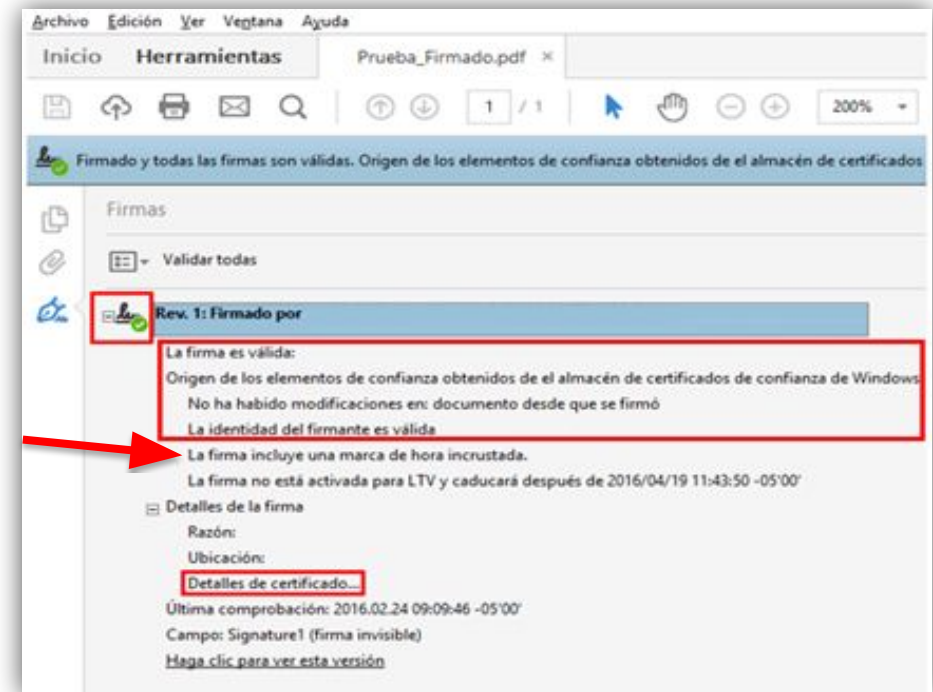 Archivo Edición Ver Ventana Ayuda
Inicio Herramientas Prueba_Firmado.pdf ×
1 / 1 200%
Firmado y todas las firmas son válidas. Origen de los elementos de confianza obtenidos de el almacén de certificados
Firmas
Validar todas
Rev. 1: Firmado por
La firma es válida:
Origen de los elementos de confianza obtenidos de el almacén de certificados de confianza de Windows
No ha habido modificaciones en: documento desde que se firmó
La identidad del firmante es válida
La firma incluye una marca de hora incrustada.
La firma no está activada para LTV y caducará después de 2016/04/19 11:43:50 -05'00'
Detalles de la firma
Razón:
Ubicación:
Detalles de certificado...
Última comprobación: 2016.02.24 09:09:46 -05'00'
Campo: Signature1 (firma invisible)
Haga clic para ver esta versión